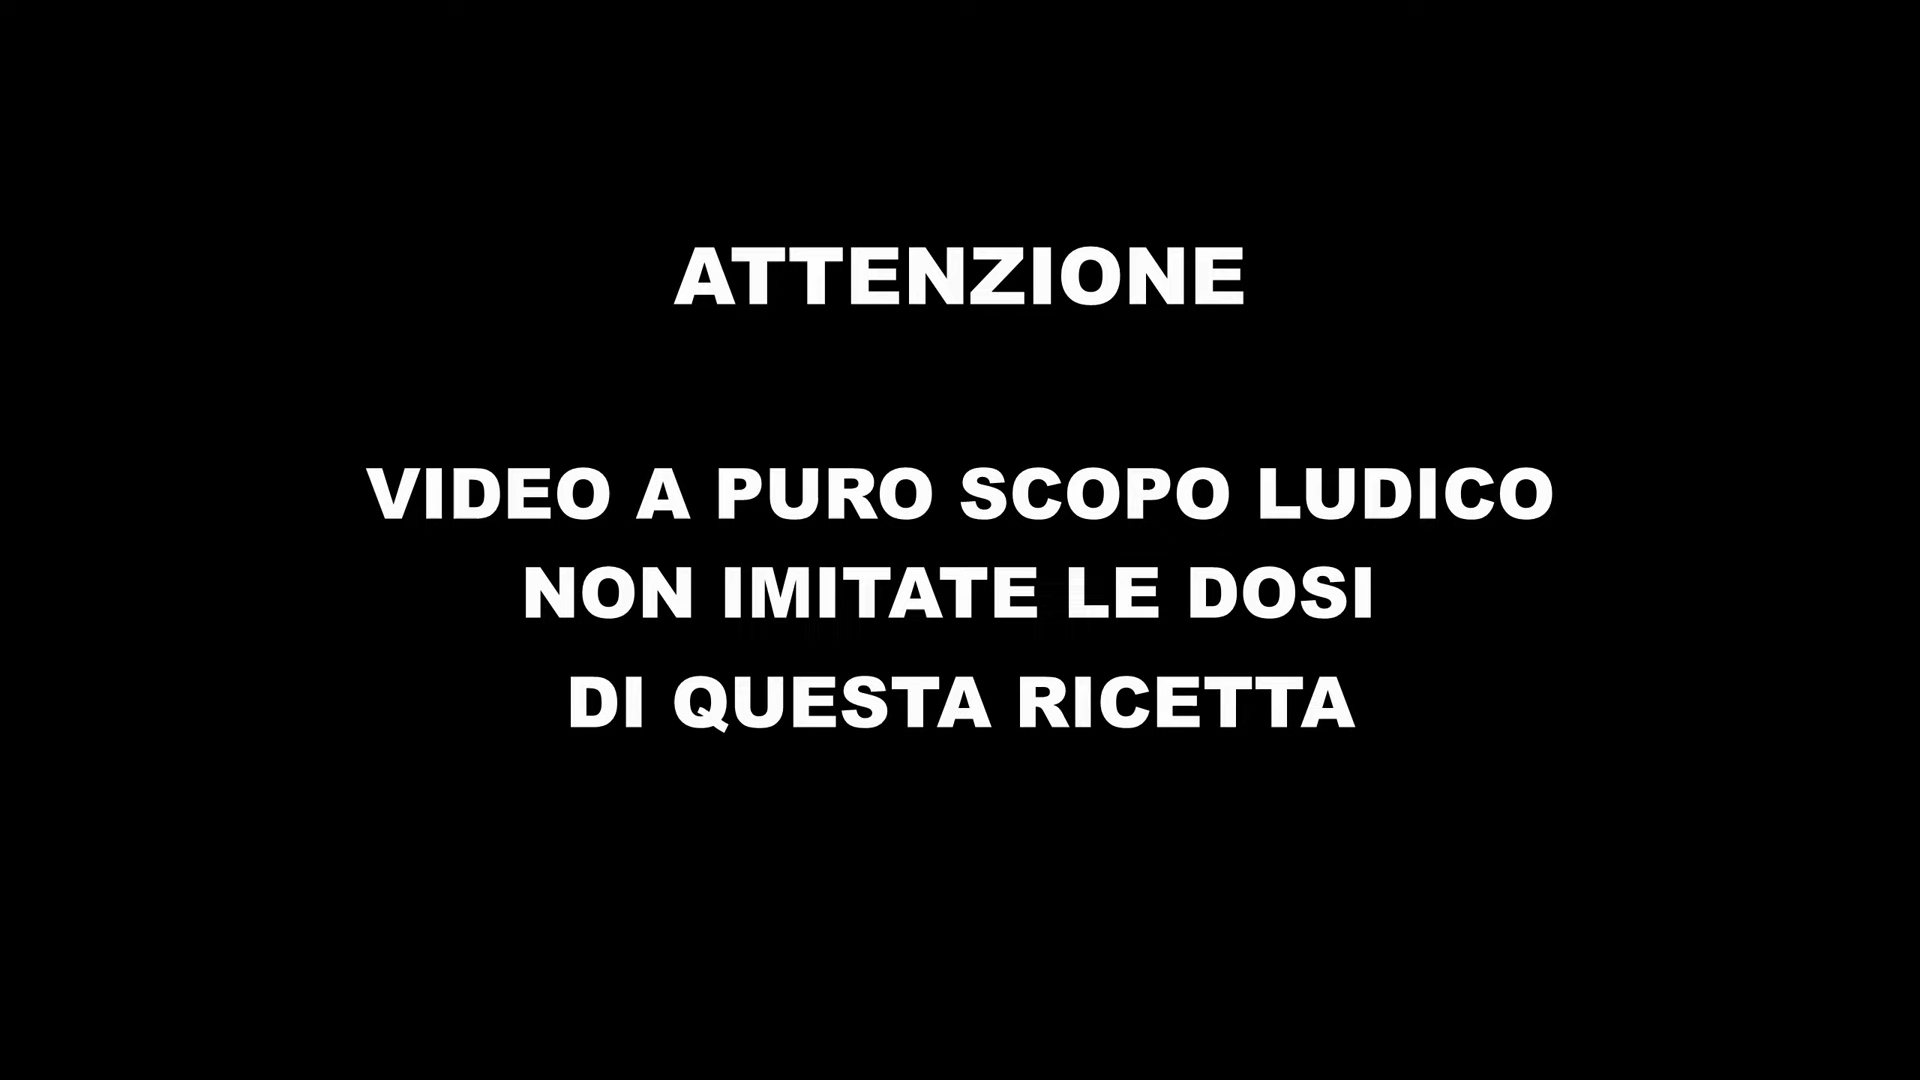 ATTENZIONE
VIDEO A PURO SCOPO LUDICO
NON IMITATE LE DOSI
DI QUESTA RICETTA